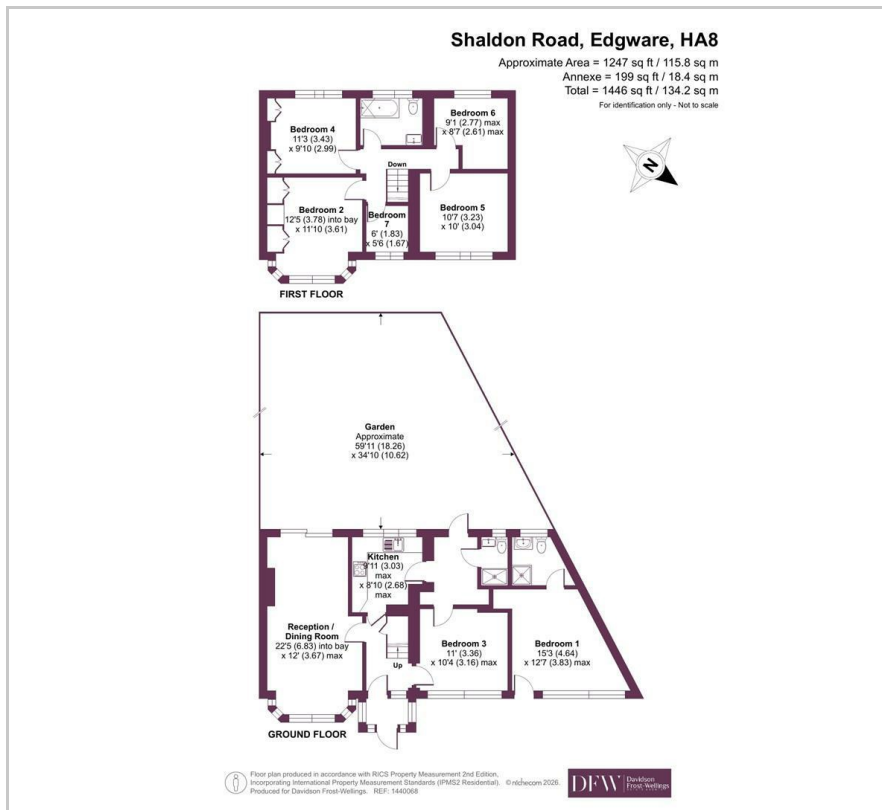 Shaldon Road, Edgware, HA8
Approximate Area = 1247 sq ft / 115.8 sq m
Annexe = 199 sq ft / 18.4 sq m
Total = 1446 sq ft / 134.2 sq m
For identification only - Not to scale
N
Bedroom 4
11'3 (3.43)
x 9'10 (2.99)
Bedroom 6
9'1 (2.77) max
x 8'7 (2.61) max
Down
Bedroom 2
12'5 (3.78) into bay
x 11'10 (3.61)
Bedroom
7
6' (1.83)
x 5'6 (1.67)
Bedroom 5
10'7 (3.23)
x 10' (3.04)
FIRST FLOOR
Garden
Approximate
59'11 (18.26)
x 34'10 (10.62)
Kitchen
9'11 (3.03)
max
x 8'10 (2.68)
max
Reception /
Dining Room
22'5 (6.83) into bay
x 12' (3.67) max
Up
Bedroom 3
11' (3.36)
x 10'4 (3.16) max
Bedroom 1
15'3 (4.64)
x 12'7 (3.83) max
GROUND FLOOR
Floor plan produced in accordance with RICS Property Measurement 2nd Edition,
Incorporating International Property Measurement Standards (IPMS2 Residential). © nichecom 2026.
Produced for Davidson Frost-Wellings. REF: 1440068
DFW
Davidson
Frost-Wellings